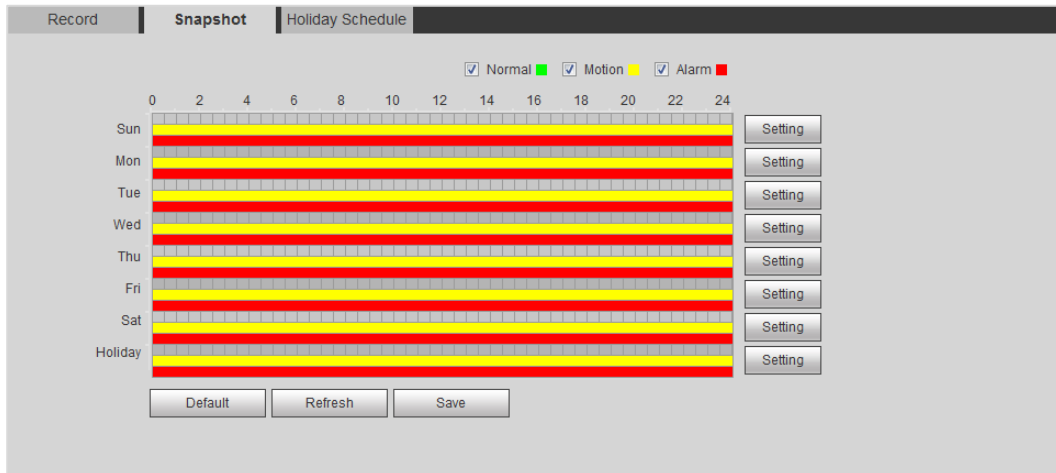 Record Snapshot Holiday Schedule
Normal Motion Alarm
0 2 4 6 8 10 12 14 16 18 20 22 24
Sun Setting
Mon Setting
Tue Setting
Wed Setting
Thu Setting
Fri Setting
Sat Setting
Holiday Setting
Default Refresh Save